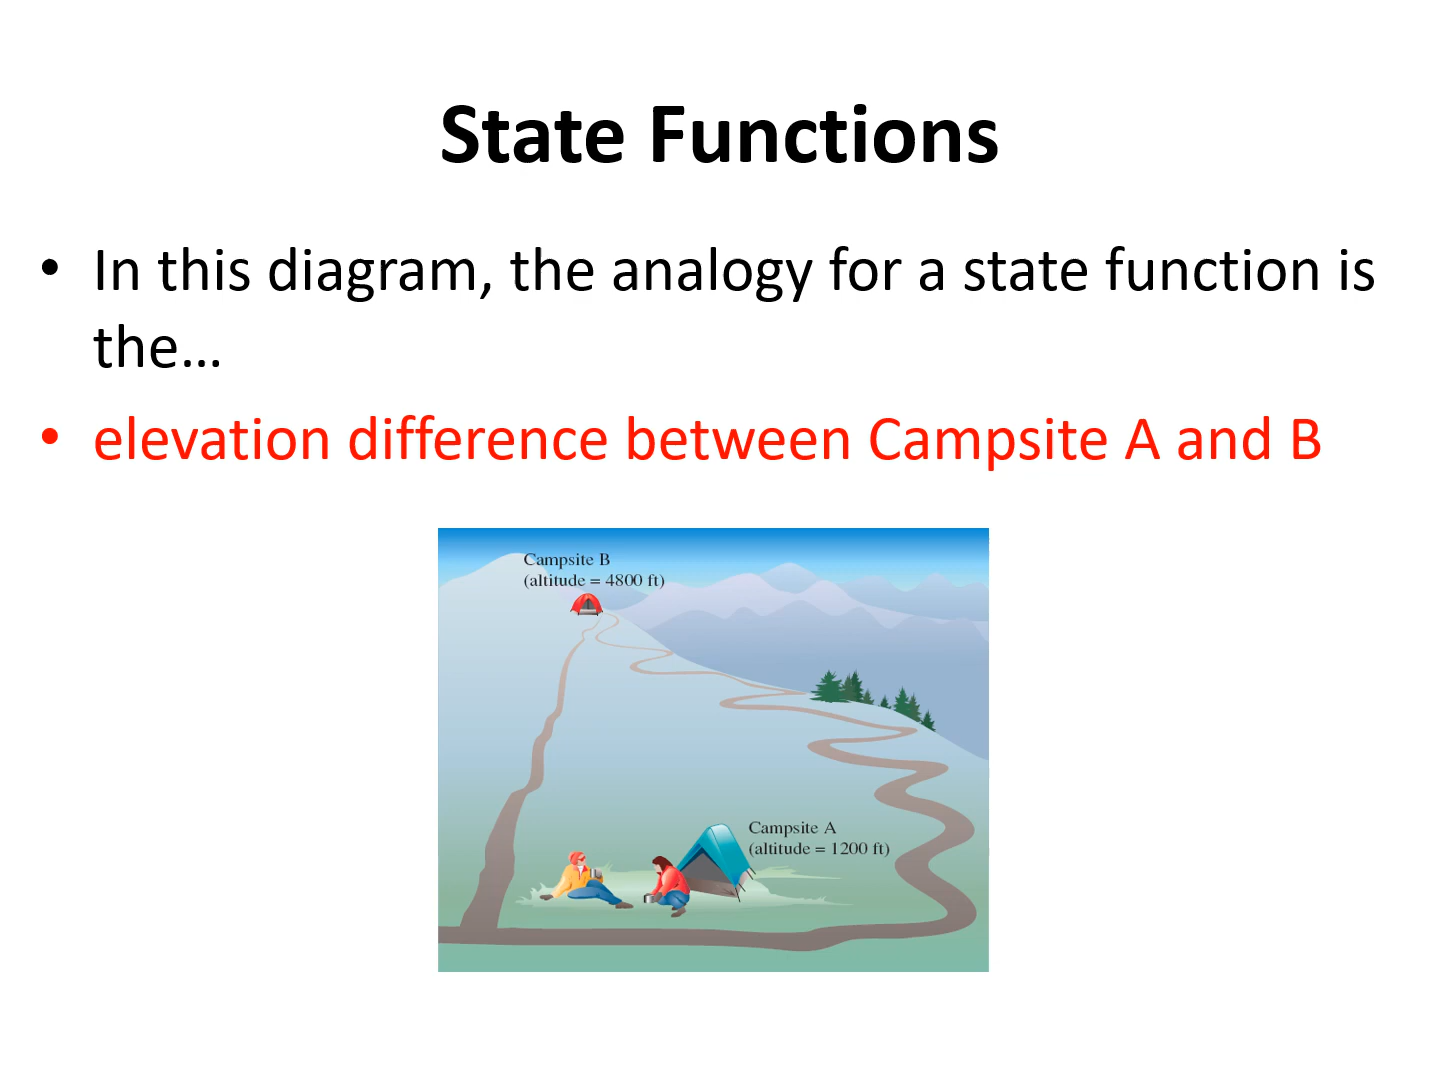 State Functions
• In this diagram, the analogy for a state function is
the…
• elevation difference between Campsite A and B
Campsite B
(altitude = 4800 ft)
Campsite A
(altitude = 1200 ft)